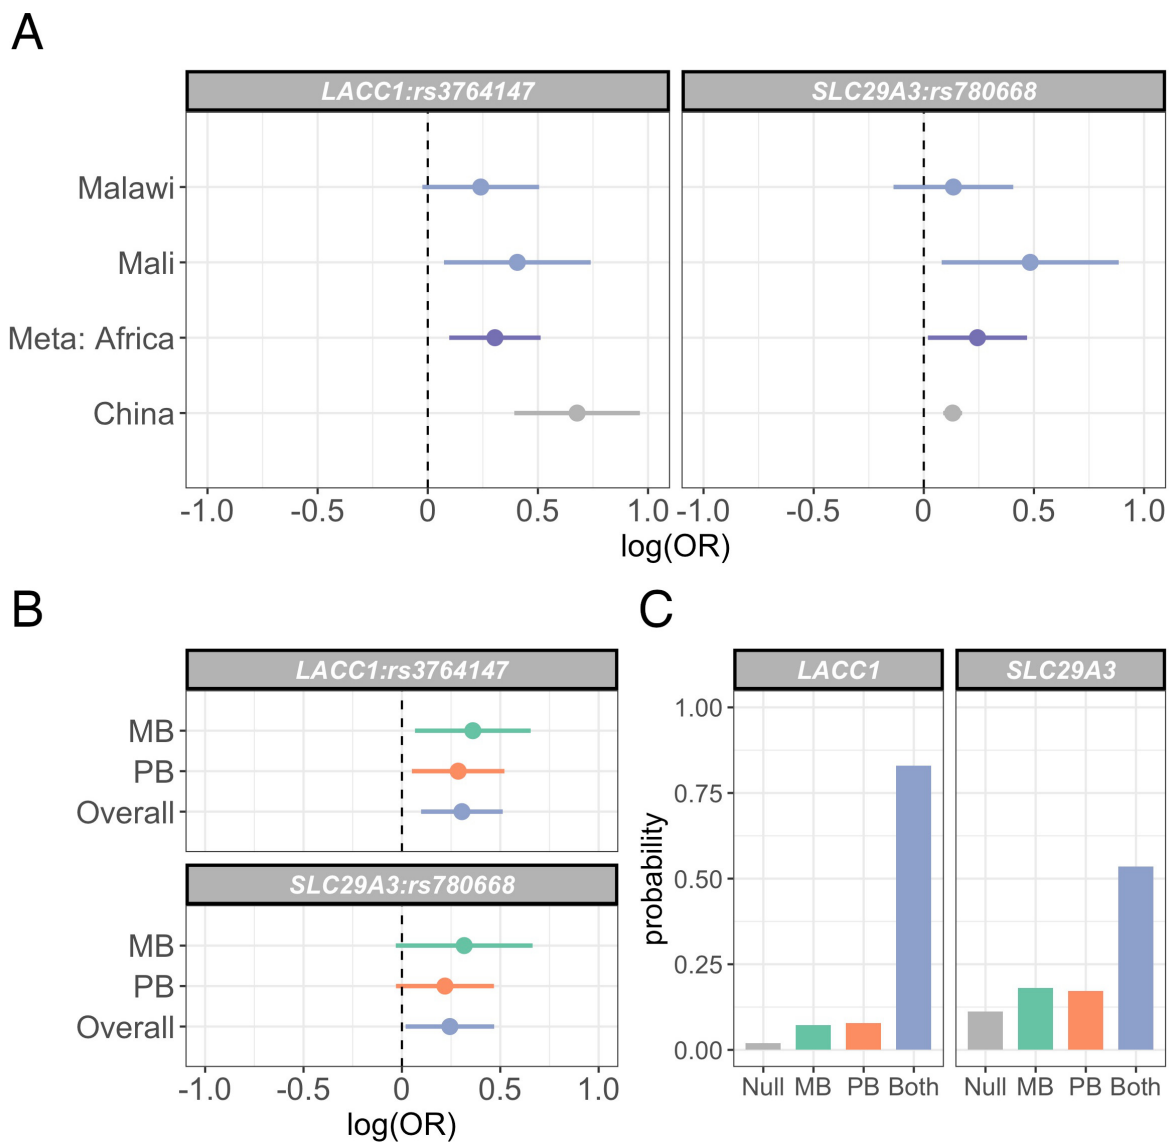 A
LACC1:rs3764147 SLC29A3:rs780668
Malawi
Mali
Meta: Africa
China
-1.0 -0.5 0 0.5 1.0 -1.0 -0.5 0 0.5 1.0
log(OR)
B
LACC1:rs3764147
MB
PB
Overall
SLC29A3:rs780668
MB
PB
Overall
-1.0 -0.5 0 0.5 1.0
log(OR)
C
LACC1 SLC29A3
probability
1.00
0.75
0.50
0.25
0.00
Null MB PB Both Null MB PB Both